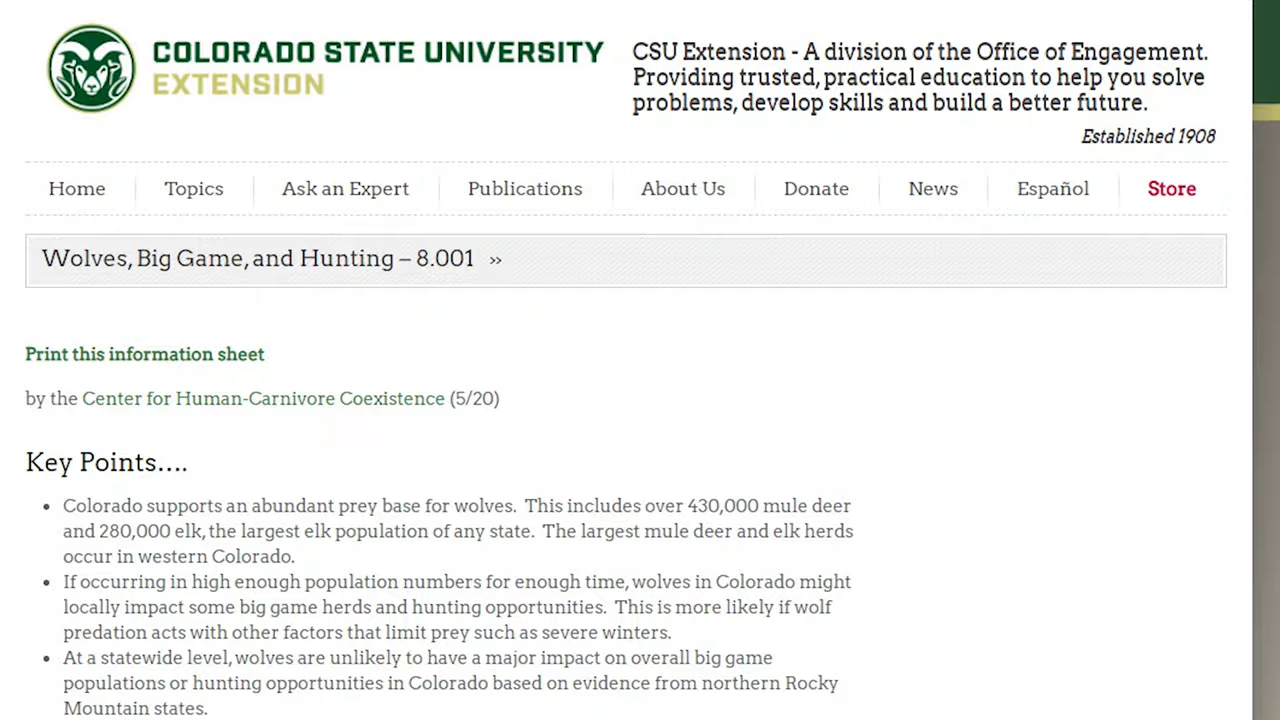 COLORADO STATE UNIVERSITY
EXTENSION
CSU Extension - A division of the Office of Engagement.
Providing trusted, practical education to help you solve
problems, develop skills and build a better future.
Established 1908
Home Topics Ask an Expert Publications About Us Donate News Español Store
Wolves, Big Game, and Hunting – 8.001 »
Print this information sheet
by the Center for Human-Carnivore Coexistence (5/20)
Key Points….
• Colorado supports an abundant prey base for wolves.  This includes over 430,000 mule deer
and 280,000 elk, the largest elk population of any state.  The largest mule deer and elk herds
occur in western Colorado.
• If occurring in high enough population numbers for enough time, wolves in Colorado might
locally impact some big game herds and hunting opportunities.  This is more likely if wolf
predation acts with other factors that limit prey such as severe winters.
• At a statewide level, wolves are unlikely to have a major impact on overall big game
populations or hunting opportunities in Colorado based on evidence from northern Rocky
Mountain states.